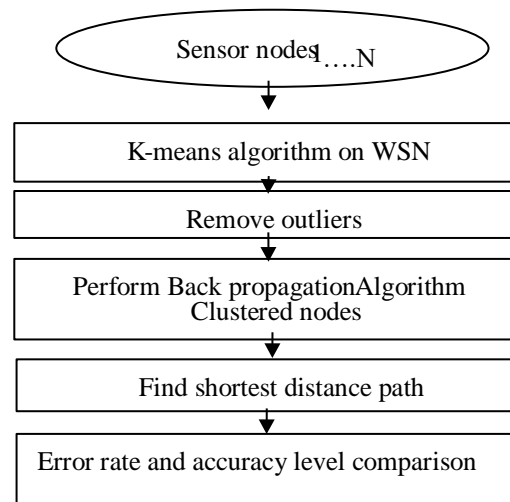 Sensor nodes1….N
K-means algorithm on WSN
Remove outliers
Perform Back propagationAlgorithm
Clustered nodes
Find shortest distance path
Error rate and accuracy level comparison